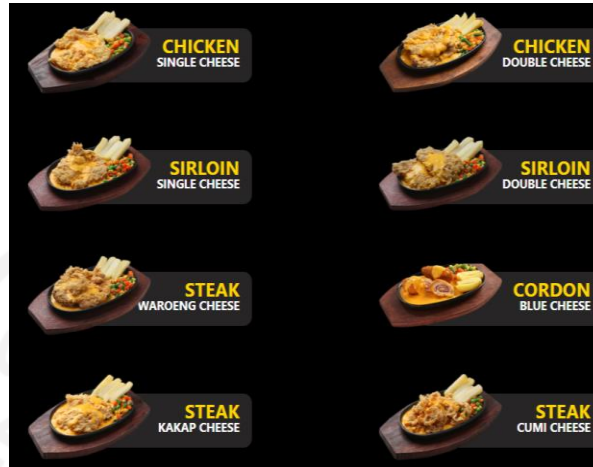 CHICKEN
SINGLE CHEESE
CHICKEN
DOUBLE CHEESE
SIRLOIN
SINGLE CHEESE
SIRLOIN
DOUBLE CHEESE
STEAK
WAROENG CHEESE
CORDON
BLUE CHEESE
STEAK
KAKAP CHEESE
STEAK
CUMI CHEESE